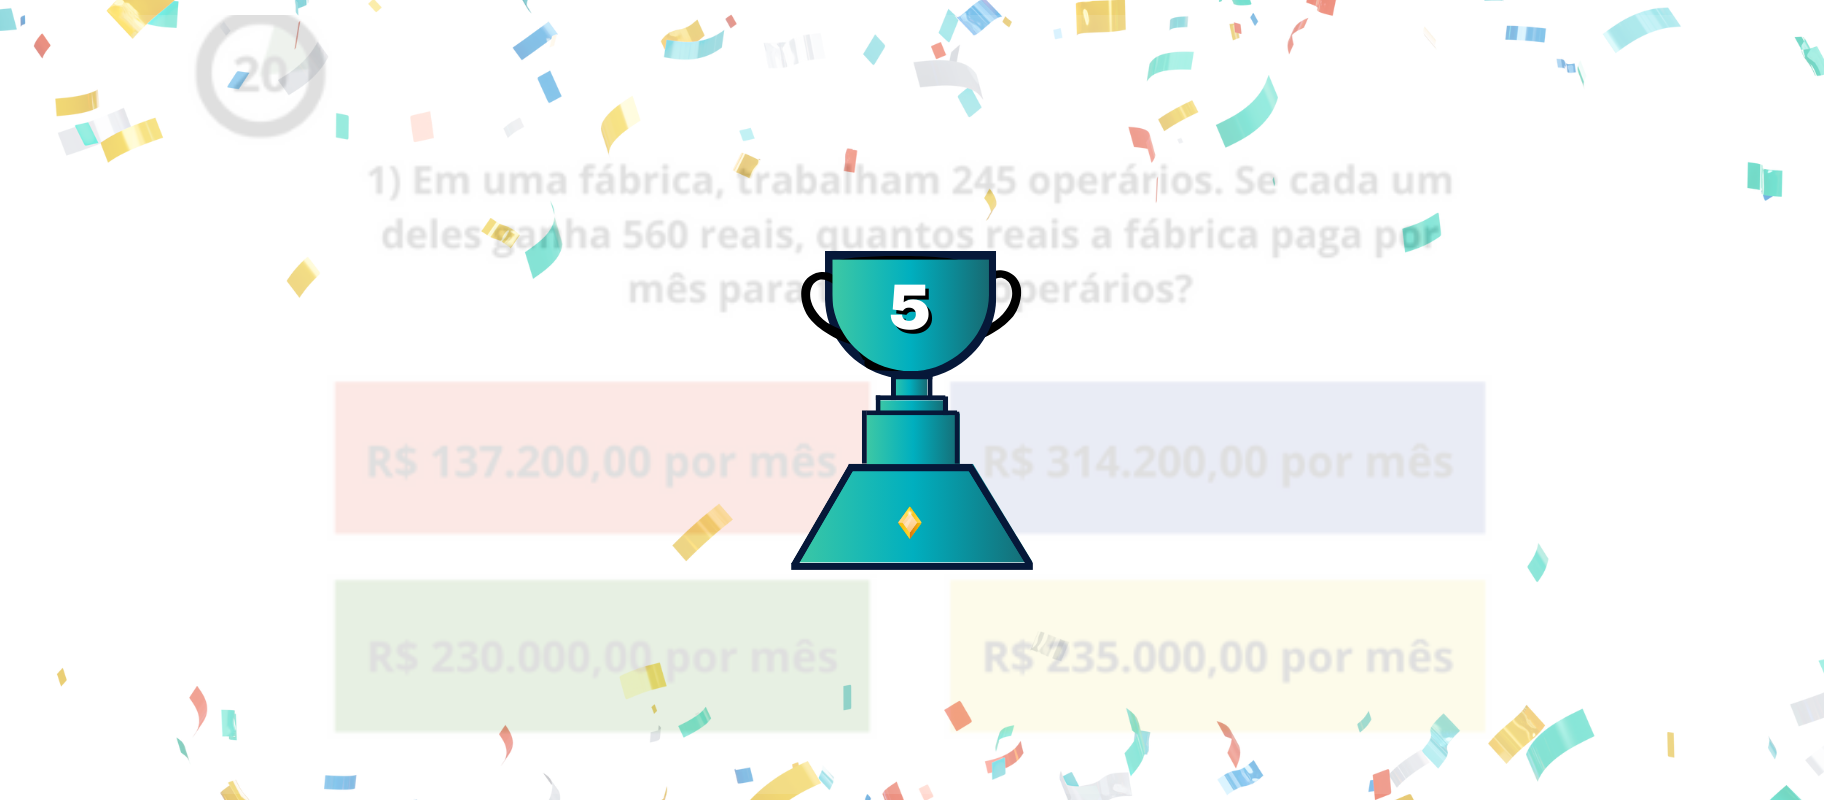 20
1) Em uma fábrica, trabalham 245 operários. Se cada um
deles ganha 560 reais, quantos reais a fábrica paga por
mês para operários?
5
R$ 137.200,00 por mês
R$ 314.200,00 por mês
R$ 230.000,00 por mês
R$ 235.000,00 por mês